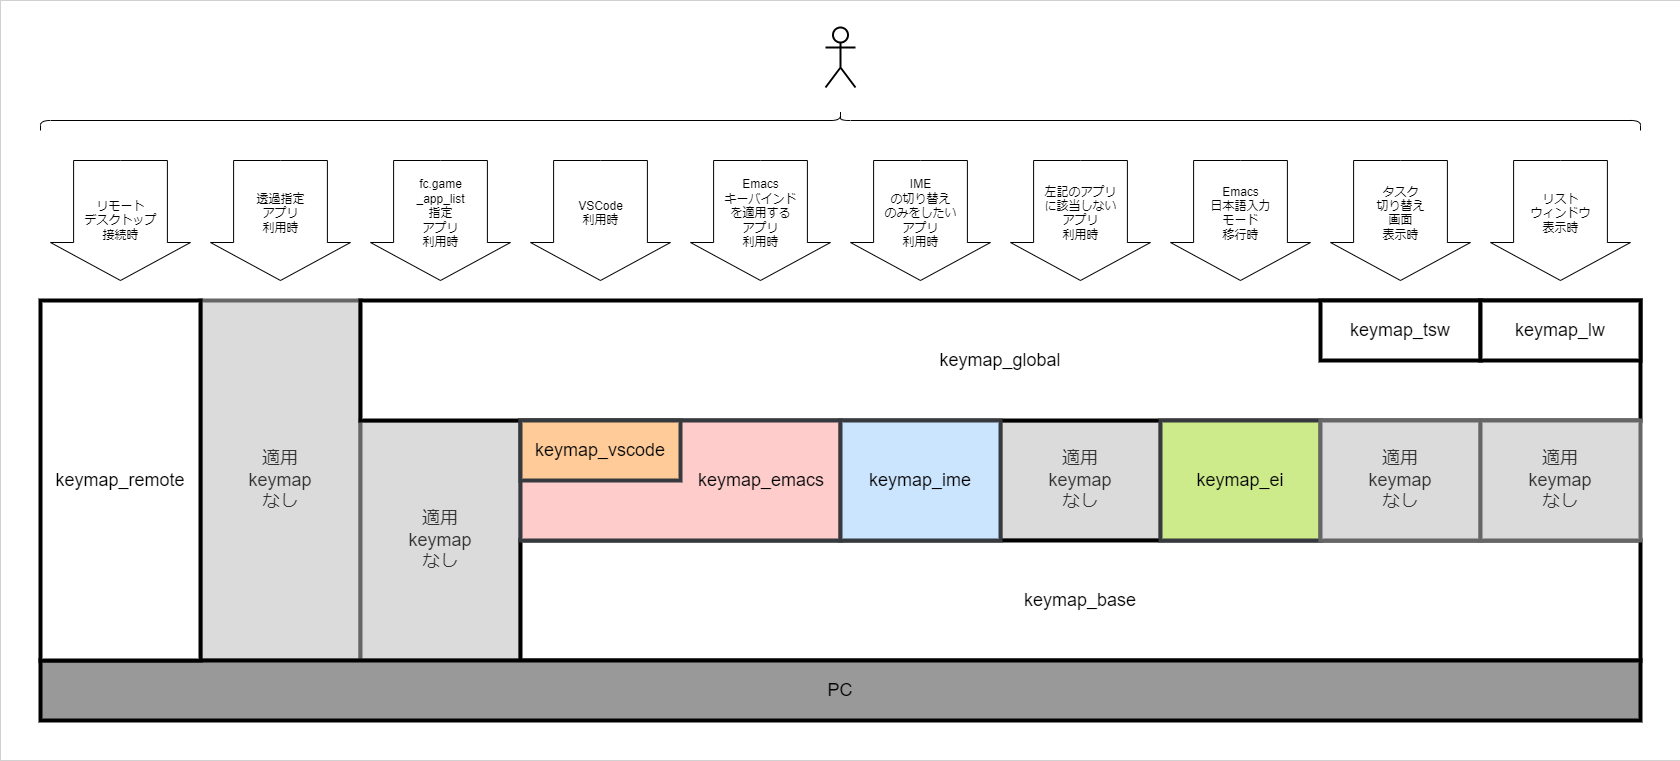 リモート
デスクトップ
接続時
透過指定
アプリ
利用時
fc.game
_app_list
指定
アプリ
利用時
VSCode
利用時
Emacs
キーバインド
を適用する
アプリ
利用時
IME
の切り替え
のみをしたい
アプリ
利用時
左記のアプリ
に該当しない
アプリ
利用時
Emacs
日本語入力
モード
移行時
タスク
切り替え
画面
表示時
リスト
ウィンドウ
表示時
keymap_tsw
keymap_lw
keymap_global
keymap_remote
適用
keymap
なし
適用
keymap
なし
keymap_vscode
keymap_emacs
keymap_ime
適用
keymap
なし
keymap_ei
適用
keymap
なし
適用
keymap
なし
keymap_base
PC